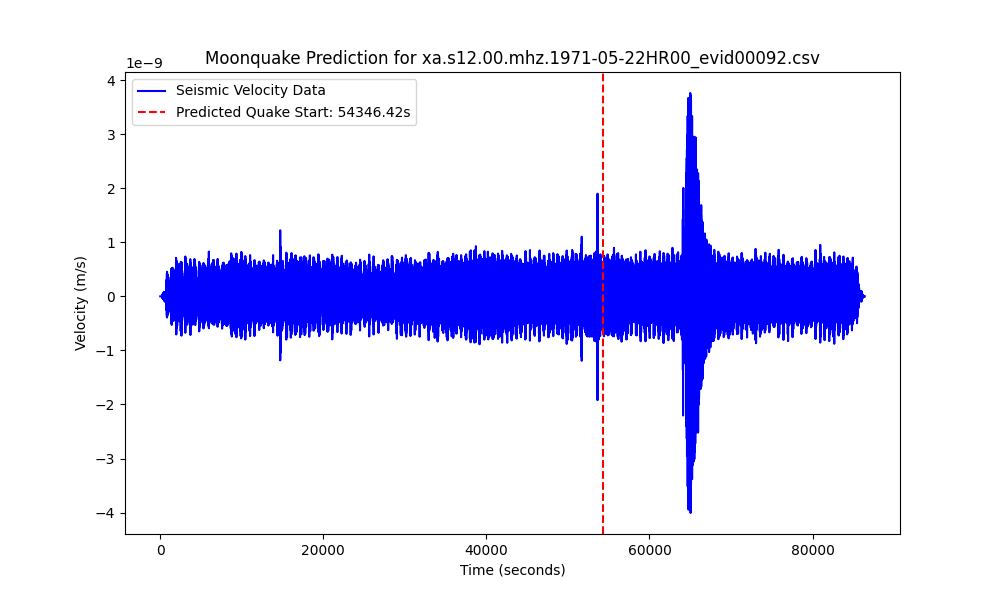 Moonquake Prediction for xa.s12.00.mhz.1971-05-22HR00_evid00092.csv
1e−9
Seismic Velocity Data
Predicted Quake Start: 54346.42s
4
3
2
1
0
−1
−2
−3
−4
Velocity (m/s)
0 20000 40000 60000 80000
Time (seconds)